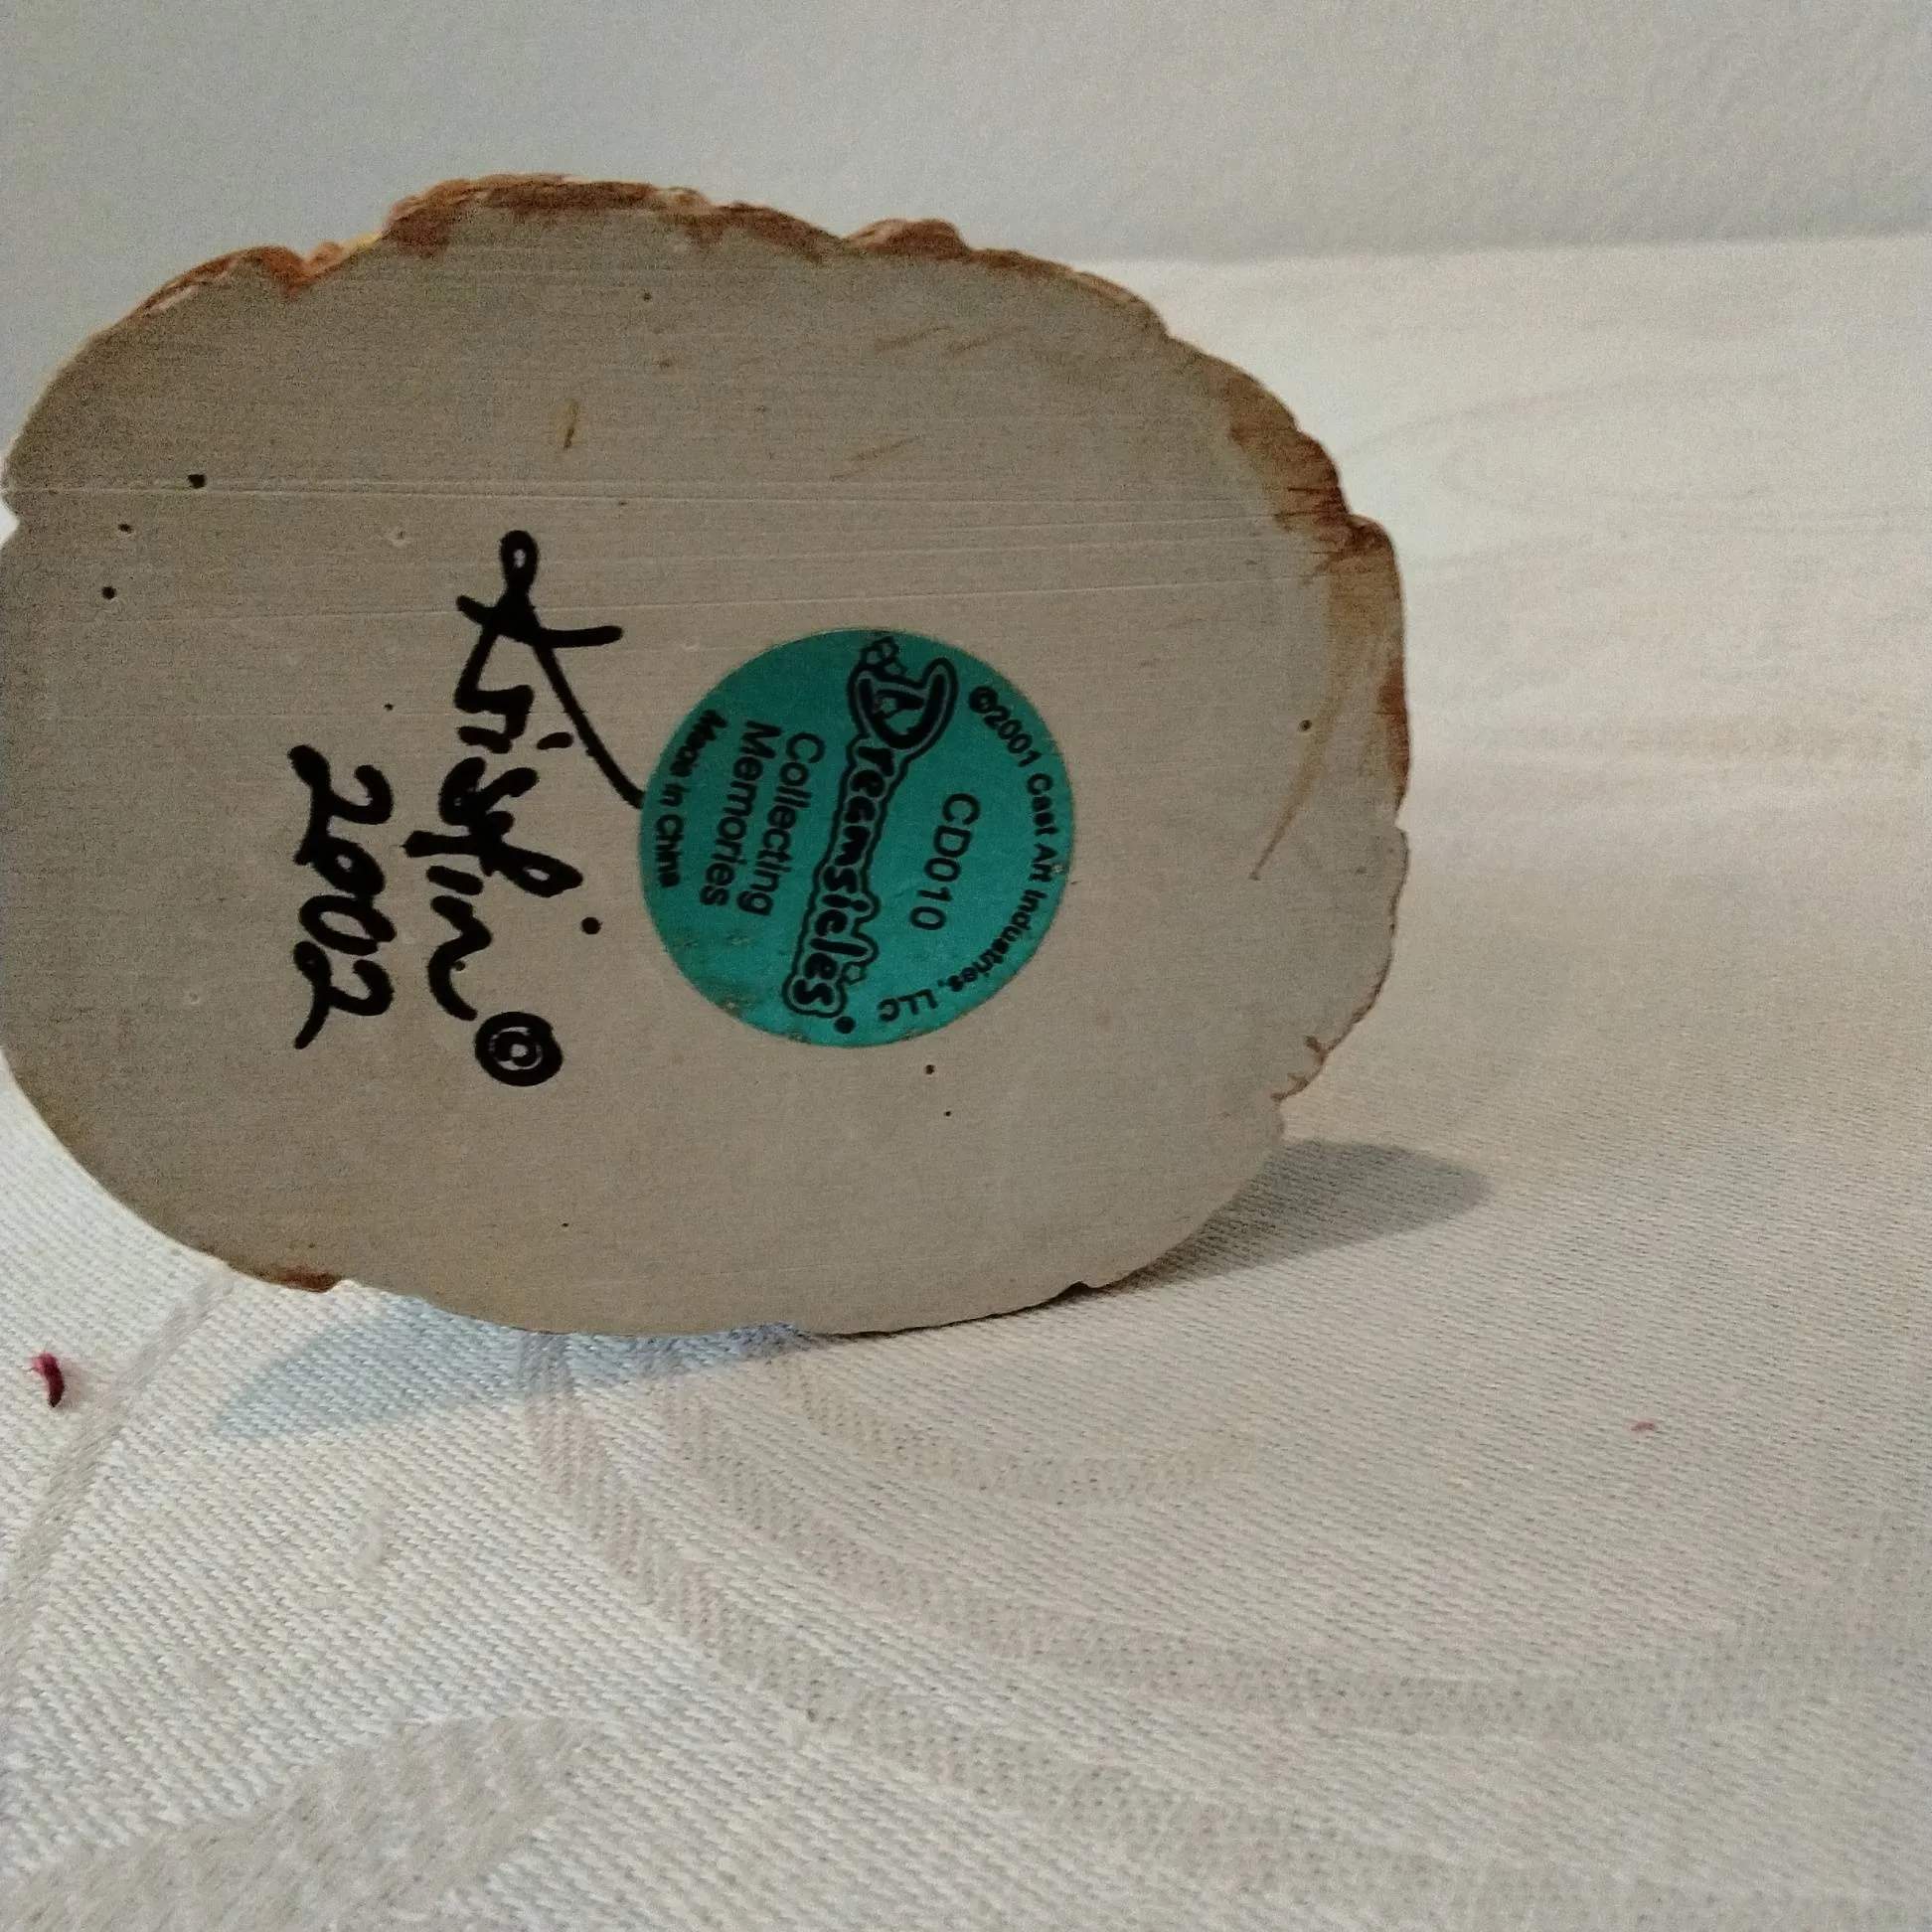 ©2001 Cast Art Industries, LLC
CD010
Dreamsicles
Collecting
Memories
Made in China
Kristin ©
2002